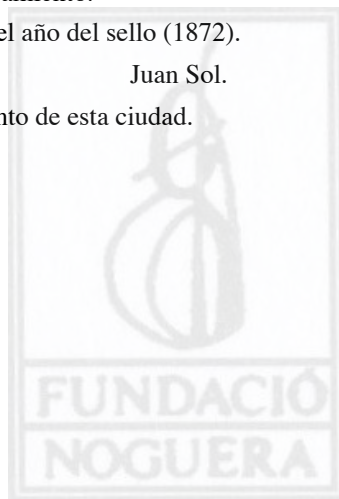 el año del sello (1872).
Juan Sol.
nto de esta ciudad.
FUNDACIÓ
NOGUERA